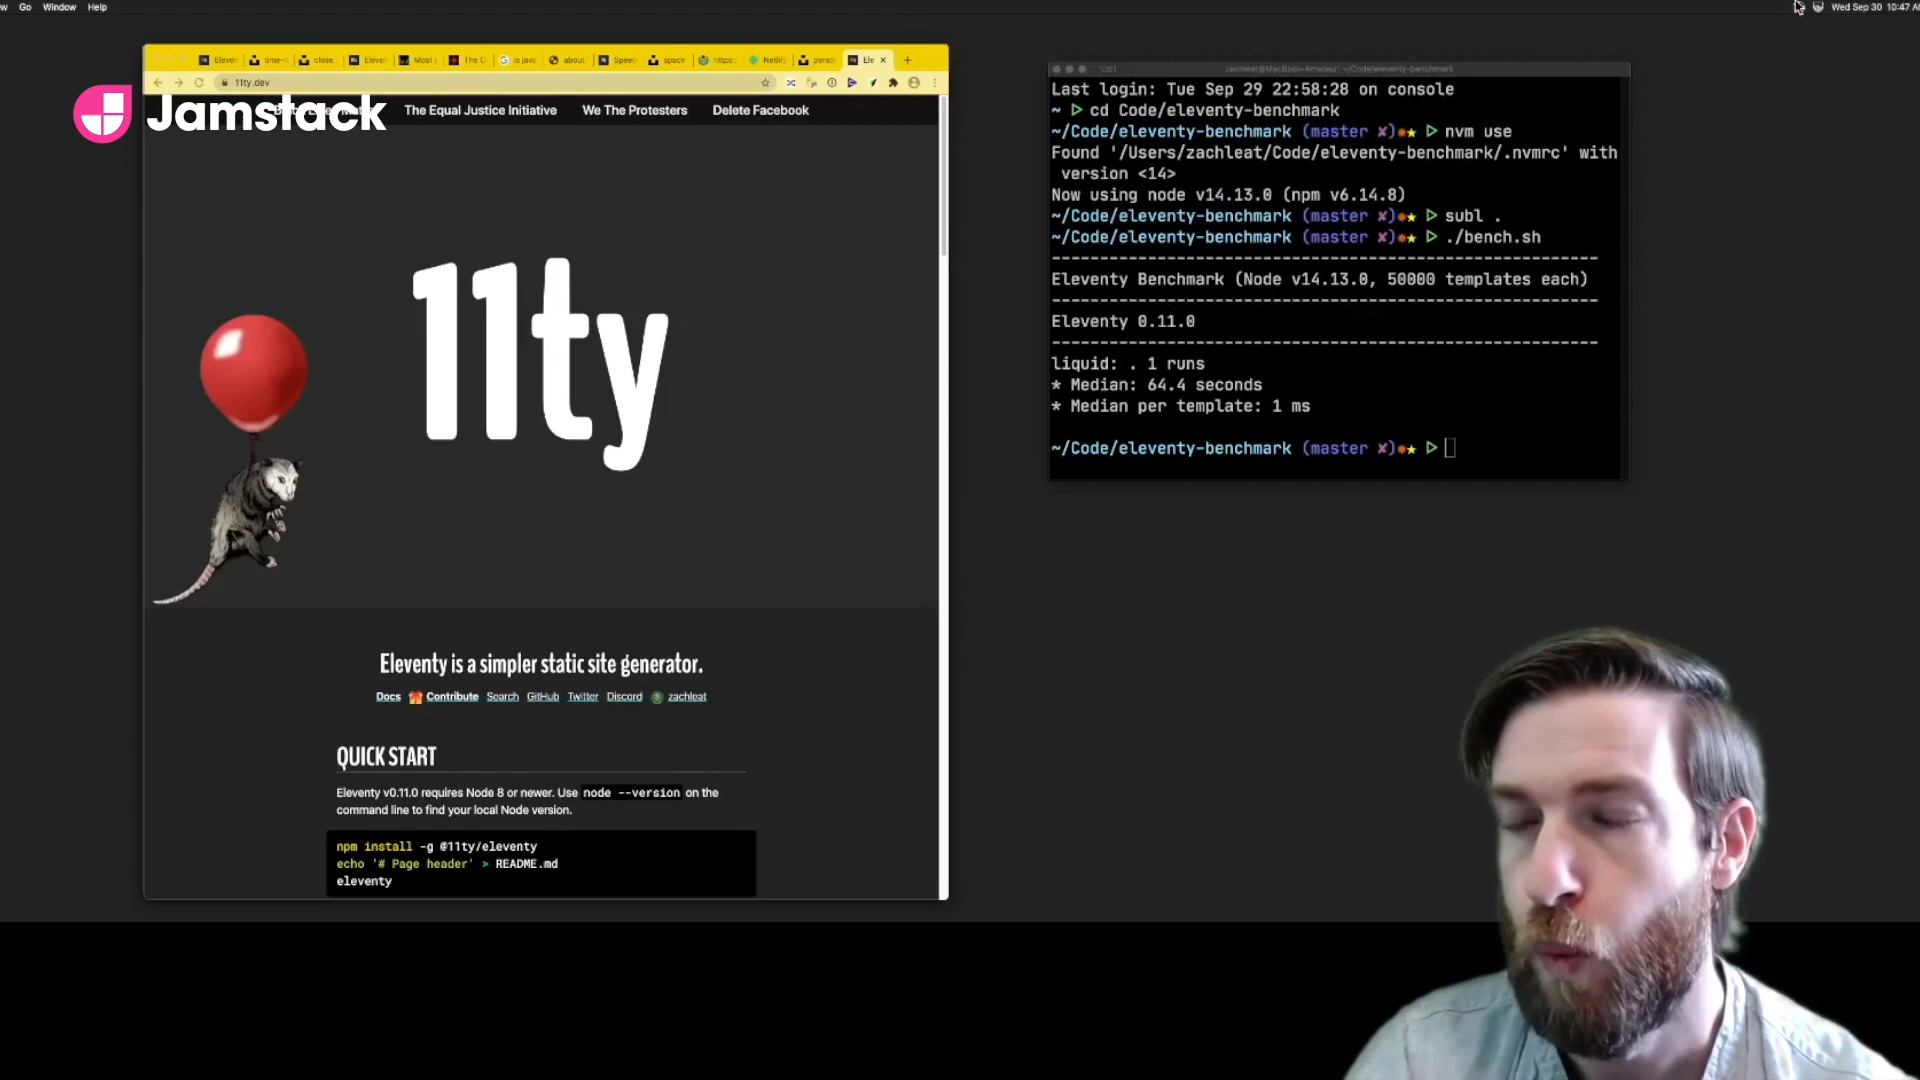 Go Window Help
Wed Sep 30 10:47
Jamstack
11ty.dev
The Equal Justice Initiative We The Protesters Delete Facebook
11ty
Eleventy is a simpler static site generator.
Docs Contribute Search GitHub Twitter Discord zachleat
QUICK START
Eleventy v0.11.0 requires Node 8 or newer. Use node --version on the
command line to find your local Node version.
npm install -g @11ty/eleventy
echo '# Page header' > README.md
eleventy
Last login: Tue Sep 29 22:58:28 on console
~ ▷ cd Code/eleventy-benchmark
~/Code/eleventy-benchmark (master ✘)✹★ ▷ nvm use
Found '/Users/zachleat/Code/eleventy-benchmark/.nvmrc' with
version <14>
Now using node v14.13.0 (npm v6.14.8)
~/Code/eleventy-benchmark (master ✘)✹★ ▷ subl .
~/Code/eleventy-benchmark (master ✘)✹★ ▷ ./bench.sh
---------------------------------------------------------
Eleventy Benchmark (Node v14.13.0, 50000 templates each)
---------------------------------------------------------
Eleventy 0.11.0
---------------------------------------------------------
liquid: . 1 runs
* Median: 64.4 seconds
* Median per template: 1 ms
~/Code/eleventy-benchmark (master ✘)✹★ ▷